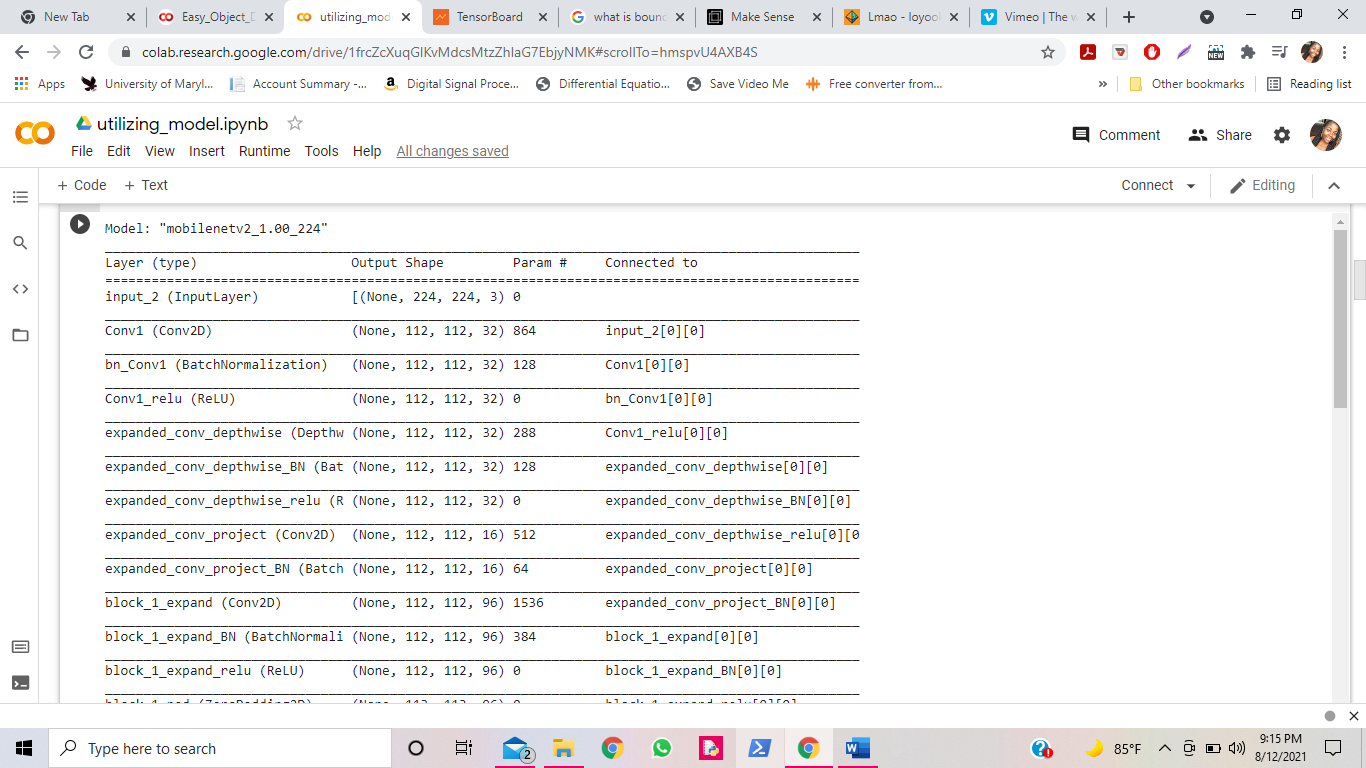 New Tab
Easy_Object_D
utilizing_mod
TensorBoard
what is boun
Make Sense
Lmao - loyoo
Vimeo | The w
colab.research.google.com/drive/1frcZcXuqGlKvMdcsMtzZhlaG7EbjyNMK#scrollTo=hmspvU4AXB4S
Apps
University of Maryl...
Account Summary -...
Digital Signal Proce...
Differential Equatio...
Save Video Me
Free converter from...
»
Other bookmarks
Reading list
utilizing_model.ipynb
Comment
Share
File Edit View Insert Runtime Tools Help All changes saved
+ Code + Text
Connect
Editing
Model: "mobilenetv2_1.00_224"
Layer (type) Output Shape Param # Connected to
==================================================================================================
input_2 (InputLayer) [(None, 224, 224, 3) 0
Conv1 (Conv2D) (None, 112, 112, 32) 864 input_2[0][0]
bn_Conv1 (BatchNormalization) (None, 112, 112, 32) 128 Conv1[0][0]
Conv1_relu (ReLU) (None, 112, 112, 32) 0 bn_Conv1[0][0]
expanded_conv_depthwise (Depthw (None, 112, 112, 32) 288 Conv1_relu[0][0]
expanded_conv_depthwise_BN (Bat (None, 112, 112, 32) 128 expanded_conv_depthwise[0][0]
expanded_conv_depthwise_relu (R (None, 112, 112, 32) 0 expanded_conv_depthwise_BN[0][0]
expanded_conv_project (Conv2D) (None, 112, 112, 16) 512 expanded_conv_depthwise_relu[0][0
expanded_conv_project_BN (Batch (None, 112, 112, 16) 64 expanded_conv_project[0][0]
block_1_expand (Conv2D) (None, 112, 112, 96) 1536 expanded_conv_project_BN[0][0]
block_1_expand_BN (BatchNormali (None, 112, 112, 96) 384 block_1_expand[0][0]
block_1_expand_relu (ReLU) (None, 112, 112, 96) 0 block_1_expand_BN[0][0]
Type here to search
2
85°F
9:15 PM
8/12/2021